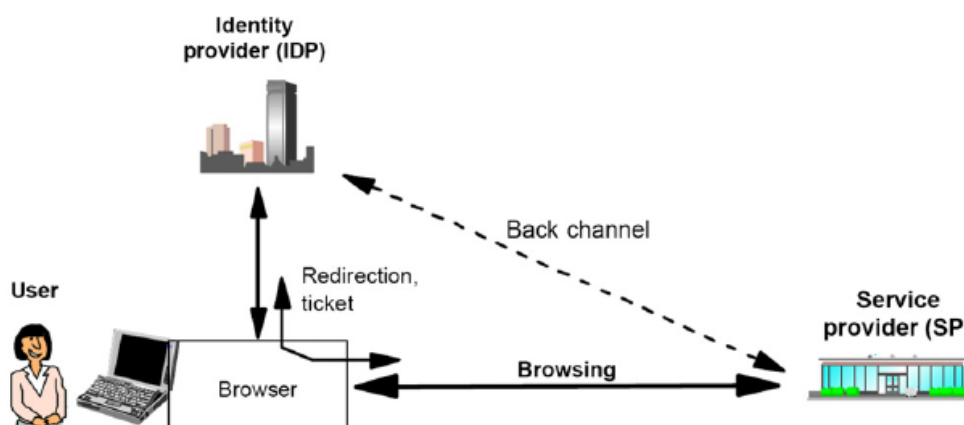 Identity
provider (IDP)
Back channel
Redirection,
ticket
User
Service
provider (SP
Browsing
Browser